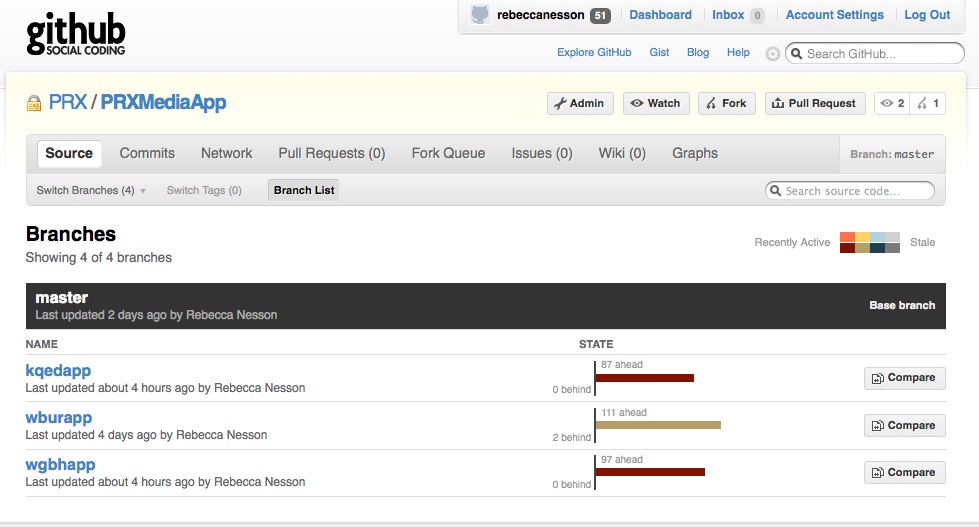 github
SOCIAL CODING
rebeccanesson 51 Dashboard Inbox 0 Account Settings Log Out
Explore GitHub Gist Blog Help Search GitHub...
PRX / PRXMediaApp
Admin Watch Fork Pull Request 2 1
Source Commits Network Pull Requests (0) Fork Queue Issues (0) Wiki (0) Graphs Branch: master
Switch Branches (4) Switch Tags (0) Branch List Search source code...
Branches
Showing 4 of 4 branches
Recently Active Stale
master
Last updated 2 days ago by Rebecca Nesson
Base branch
NAME STATE
kqedapp
Last updated about 4 hours ago by Rebecca Nesson
87 ahead
0 behind
Compare
wburapp
Last updated 4 days ago by Rebecca Nesson
111 ahead
2 behind
Compare
wgbhapp
Last updated about 4 hours ago by Rebecca Nesson
97 ahead
0 behind
Compare